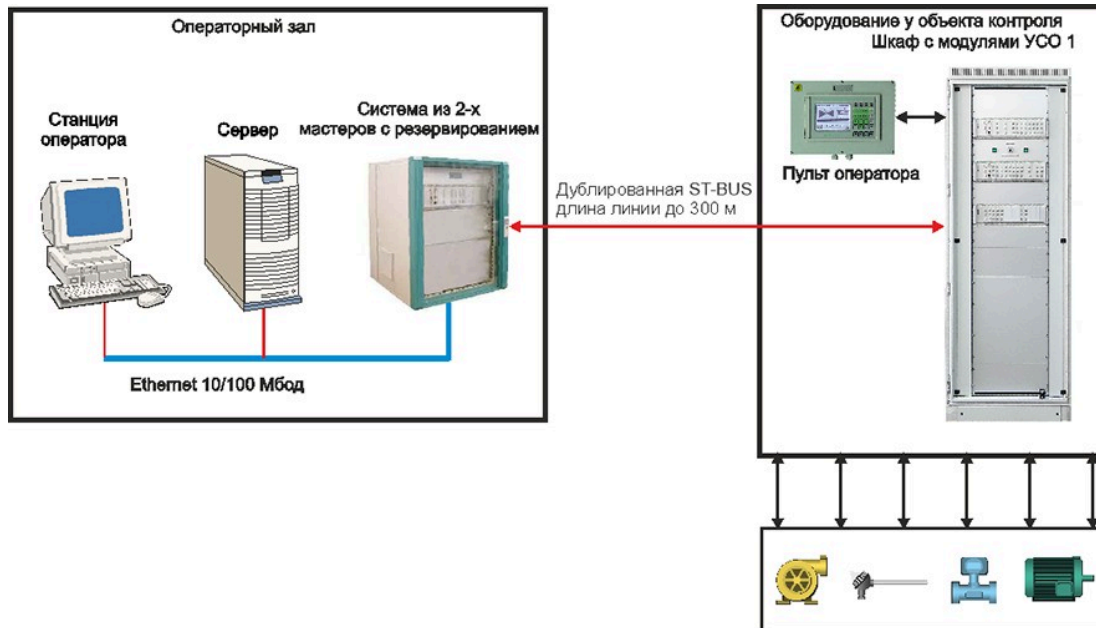 Операторный зал
Станция
оператора
Сервер
Система из 2-х
мастеров с резервированием
Ethernet 10/100 Мбод
Дублированная ST-BUS
длина линии до 300 м
Оборудование у объекта контроля
Шкаф с модулями УСО 1
Пульт оператора